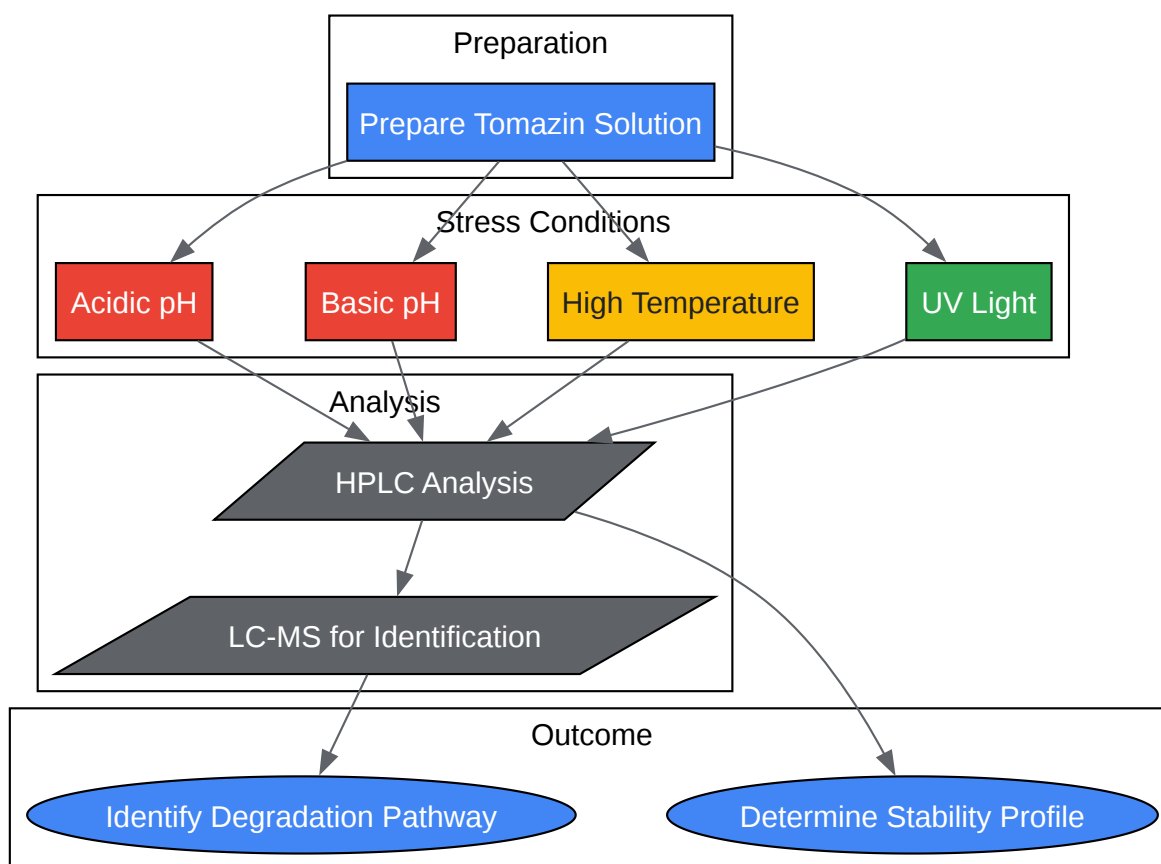 Preparation
Prepare Tomazin Solution
Stress Conditions
Acidic pH
Basic pH
High Temperature
UV Light
Analysis
HPLC Analysis
LC-MS for Identification
Outcome
Identify Degradation Pathway
Determine Stability Profile